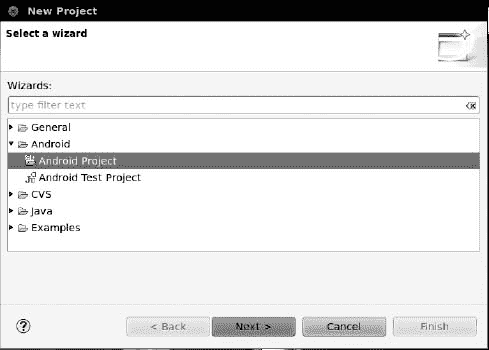 New Project
Select a wizard
Wizards:
type filter text
General
Android
Android Project
Android Test Project
CVS
Java
Examples
?
< Back
Next >
Cancel
Finish